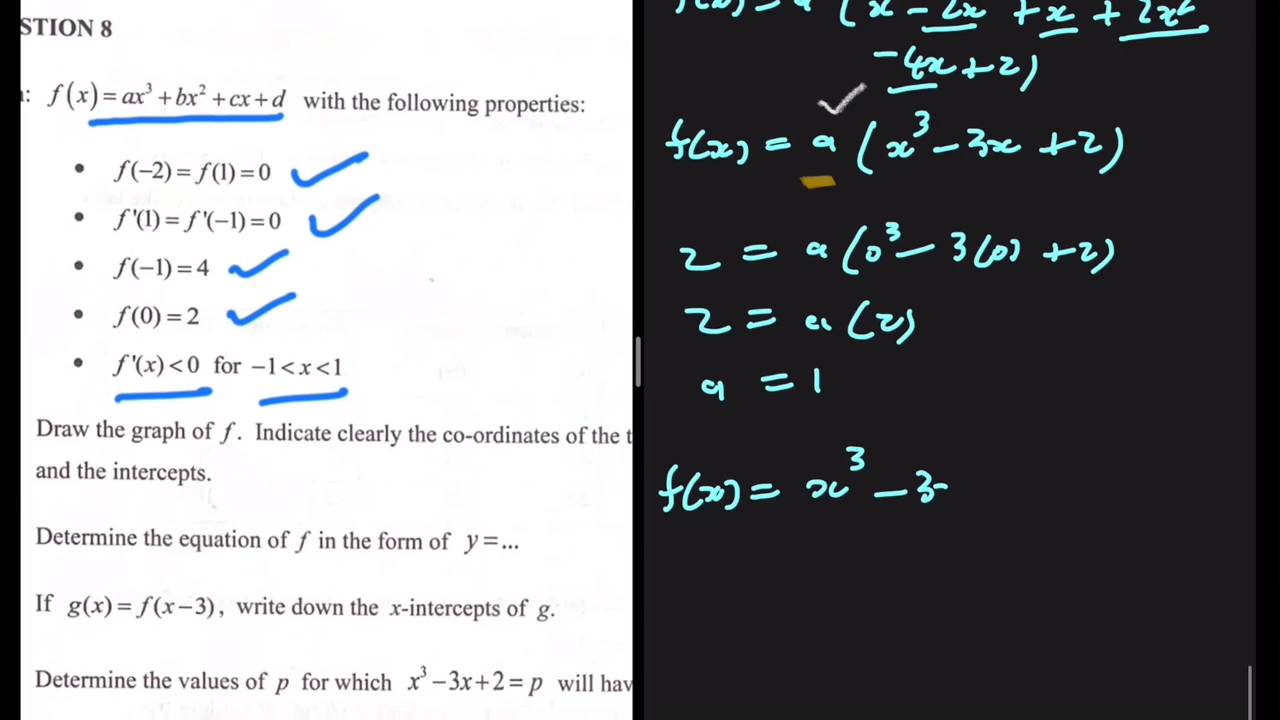 STION 8
: f(x) = ax³ + bx² + cx + d with the following properties:
• f(−2) = f(1) = 0
• f'(1) = f'(−1) = 0
• f(−1) = 4
• f(0) = 2
• f'(x) < 0 for −1 < x < 1
Draw the graph of f. Indicate clearly the co-ordinates of the t
and the intercepts.
Determine the equation of f in the form of y = ...
If g(x) = f(x−3), write down the x-intercepts of g.
Determine the values of p for which x³ − 3x + 2 = p will hav
− 4x + 2)
f(x) = a (x³ − 3x + 2)
2 = a (0³ − 3(0) + 2)
2 = a (2)
a = 1
f(x) = x³ − 3